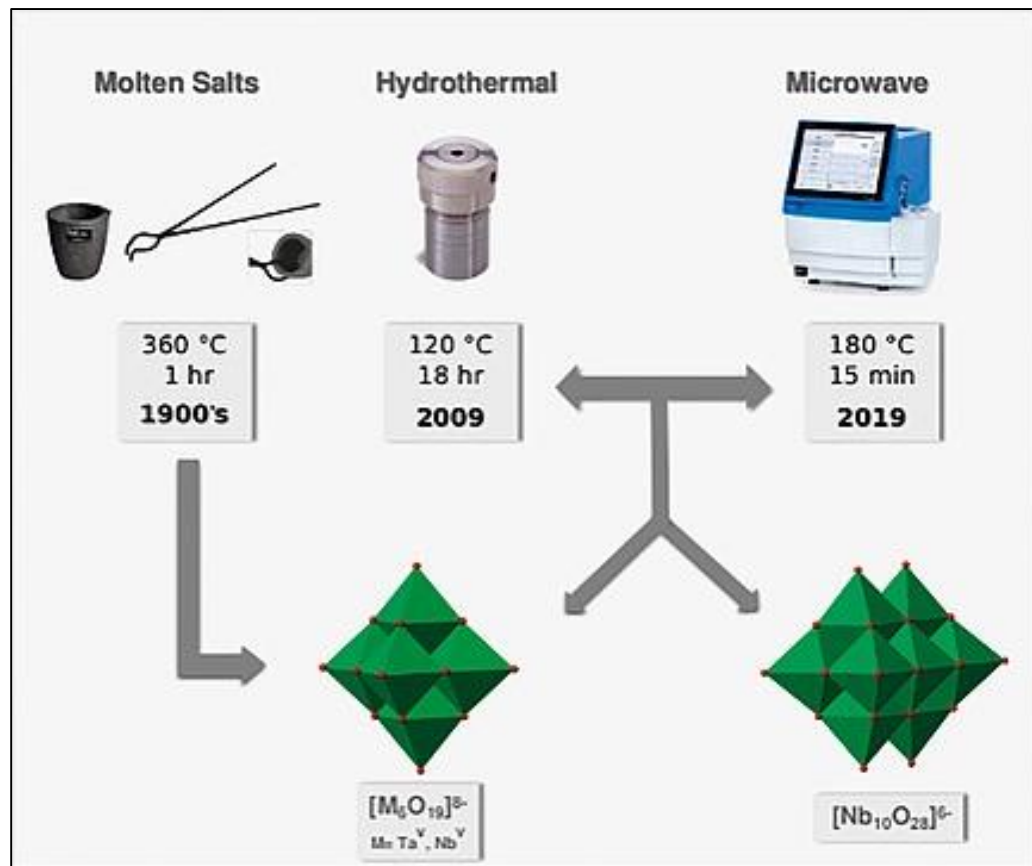 Molten Salts
Hydrothermal
Microwave
360 °C
1 hr
1900's
120 °C
18 hr
2009
180 °C
15 min
2019
[M₆O₁₉]⁸⁻
M= Taⱽ, Nbⱽ
[Nb₁₀O₂₈]⁶⁻